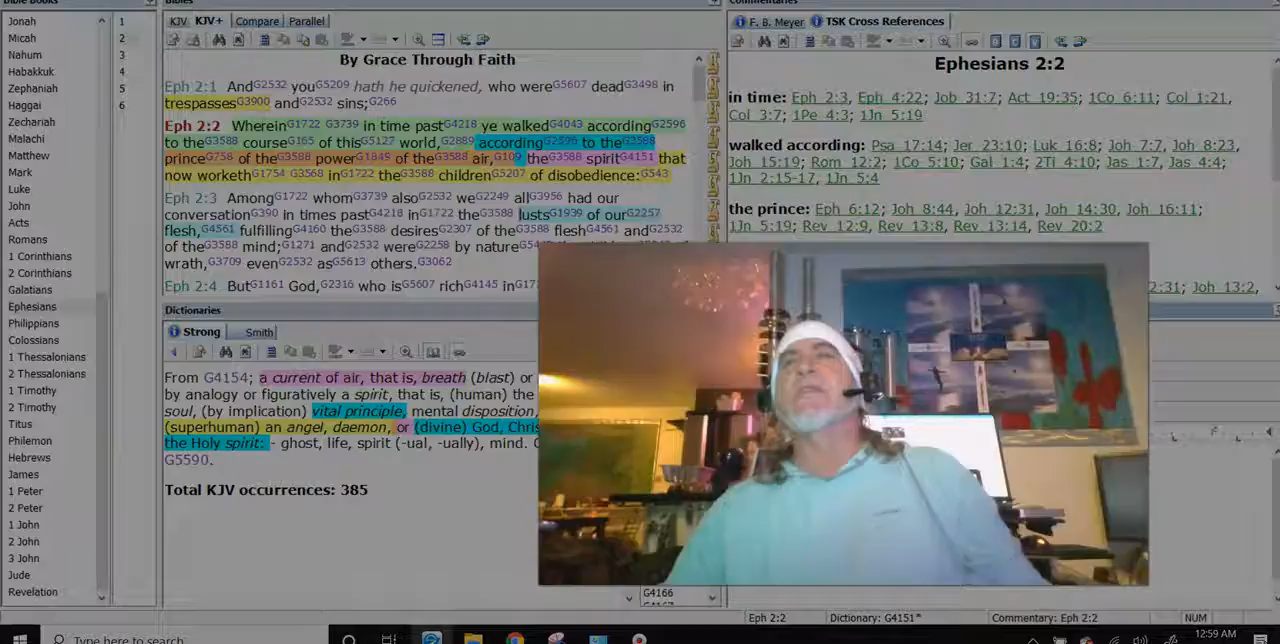 Bible Books
Bibles
Commentaries
Jonah
Micah
Nahum
Habakkuk
Zephaniah
Haggai
Zechariah
Malachi
Matthew
Mark
Luke
John
Acts
Romans
1 Corinthians
2 Corinthians
Galatians
Ephesians
Philippians
Colossians
1 Thessalonians
2 Thessalonians
1 Timothy
2 Timothy
Titus
Philemon
Hebrews
James
1 Peter
2 Peter
1 John
2 John
3 John
Jude
Revelation
1
2
3
4
5
6
KJV KJV+ Compare Parallel
By Grace Through Faith
Eph 2:1 AndG2532 youG5209 hath he quickened, who wereG5607 deadG3498 in
trespassesG3900 andG2532 sins;G266
Eph 2:2 WhereinG1722 G3739 in time pastG4218 ye walkedG4043 accordingG2596
to theG3588 courseG165 of thisG5127 world,G2889 accordingG2596 to theG3588
princeG758 of theG3588 powerG1849 of theG3588 air,G109 theG3588 spiritG4151 that
now workethG1754 G3568 inG1722 theG3588 childrenG5207 of disobedience:G543
Eph 2:3 AmongG1722 whomG3739 alsoG2532 weG2249 allG3956 had our
conversationG390 in times pastG4218 inG1722 theG3588 lustsG1939 of ourG2257
flesh,G4561 fulfillingG4160 theG3588 desiresG2307 of theG3588 fleshG4561 andG2532
of theG3588 mind;G1271 andG2532 wereG2258 by nature
wrath,G3709 evenG2532 asG5613 others.G3062
Eph 2:4 ButG1161 God,G2316 who isG5607 richG4145 inG17
Dictionaries
Strong Smith
From G4154; a current of air, that is, breath (blast) or
by analogy or figuratively a spirit, that is, (human) the
soul, (by implication) vital principle, mental disposition,
(superhuman) an angel, daemon, or (divine) God, Chris
the Holy spirit: - ghost, life, spirit (-ual, -ually), mind. C
G5590.
Total KJV occurrences: 385
G4166
F. B. Meyer TSK Cross References
Ephesians 2:2
in time: Eph 2:3, Eph 4:22; Job 31:7; Act 19:35; 1Co 6:11; Col 1:21,
Col 3:7; 1Pe 4:3; 1Jn 5:19
walked according: Psa 17:14; Jer 23:10; Luk 16:8; Joh 7:7, Joh 8:23,
Joh 15:19; Rom 12:2; 1Co 5:10; Gal 1:4; 2Ti 4:10; Jas 1:7, Jas 4:4;
1Jn 2:15-17, 1Jn 5:4
the prince: Eph 6:12; Joh 8:44, Joh 12:31, Joh 14:30, Joh 16:11;
1Jn 5:19; Rev 12:9, Rev 13:8, Rev 13:14, Rev 20:2
2:31; Joh 13:2,
Eph 2:2 Dictionary: G4151* Commentary: Eph 2:2 NUM
Type here to search
12:59 AM